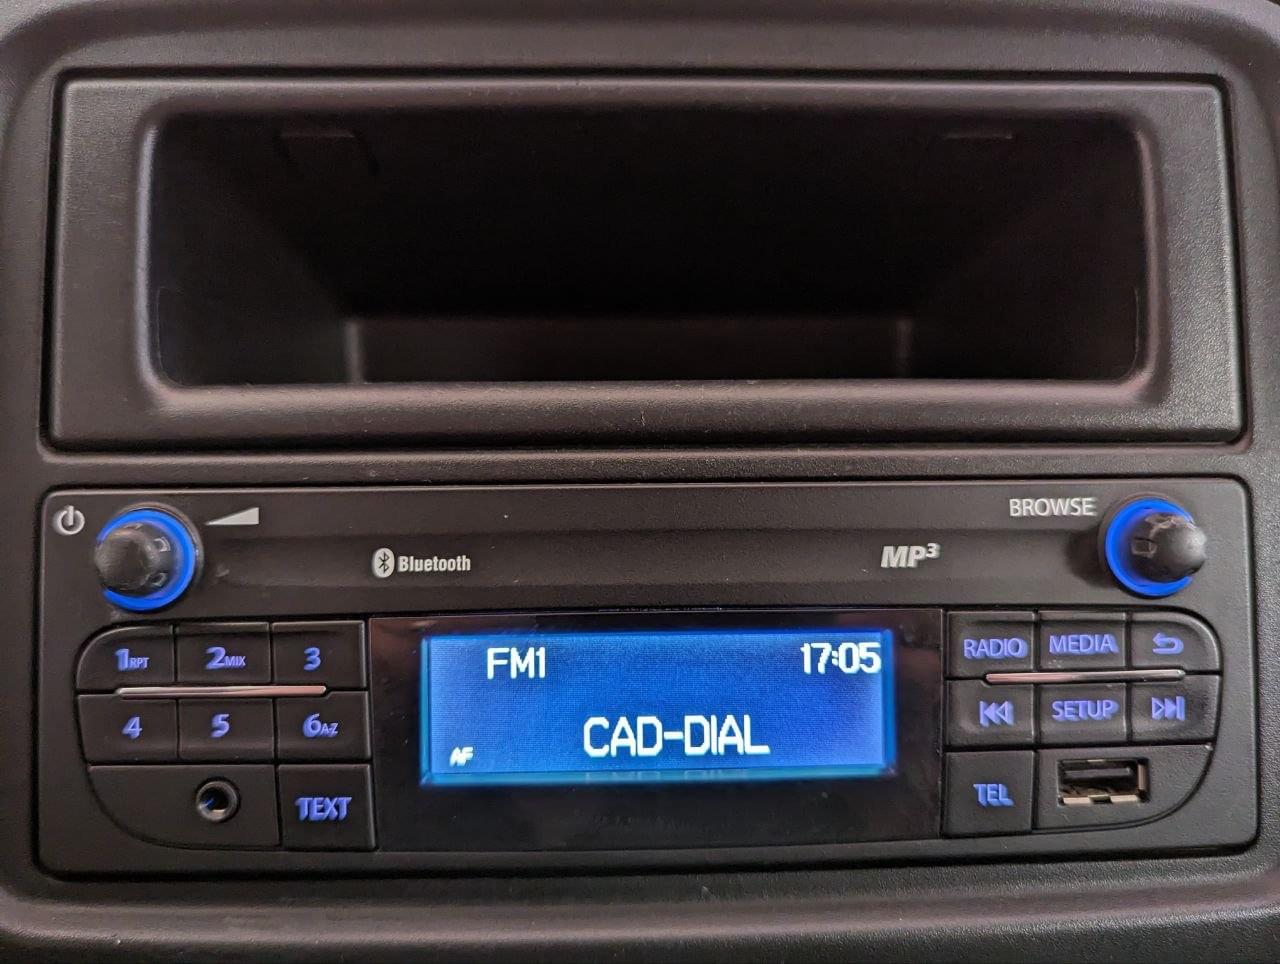 BROWSE
Bluetooth
MP3
1RPT 2MIX 3
FM1 17:05
RADIO MEDIA
4 5 6A-Z
AF CAD-DIAL
SETUP
TEXT
TEL